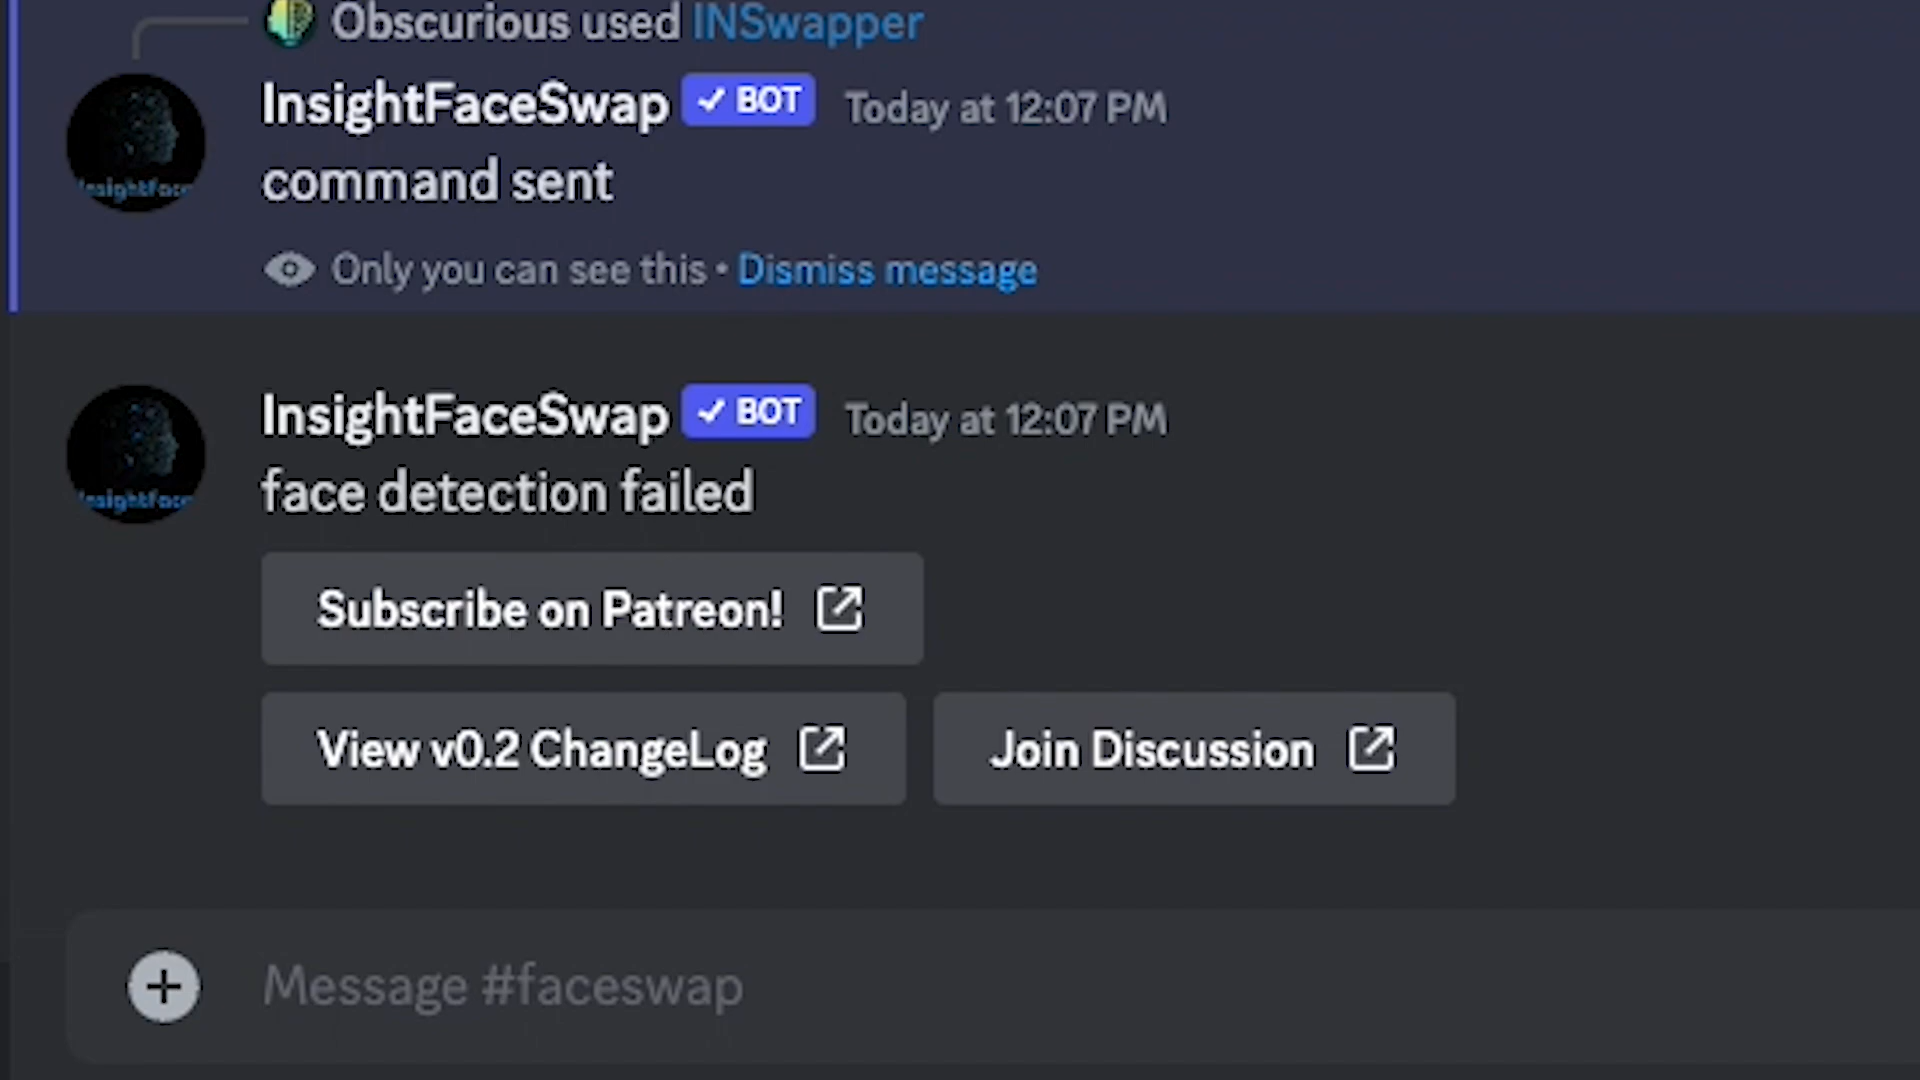 Obscurious used INSwapper
InsightFaceSwap ✓ BOT Today at 12:07 PM
command sent
Only you can see this • Dismiss message
InsightFaceSwap ✓ BOT Today at 12:07 PM
face detection failed
Subscribe on Patreon!
View v0.2 ChangeLog Join Discussion
Message #faceswap